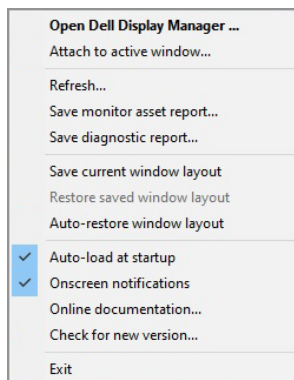 Open Dell Display Manager ...
Attach to active window...
Refresh...
Save monitor asset report...
Save diagnostic report...
Save current window layout
Restore saved window layout
Auto-restore window layout
Auto-load at startup
Onscreen notifications
Online documentation...
Check for new version...
Exit